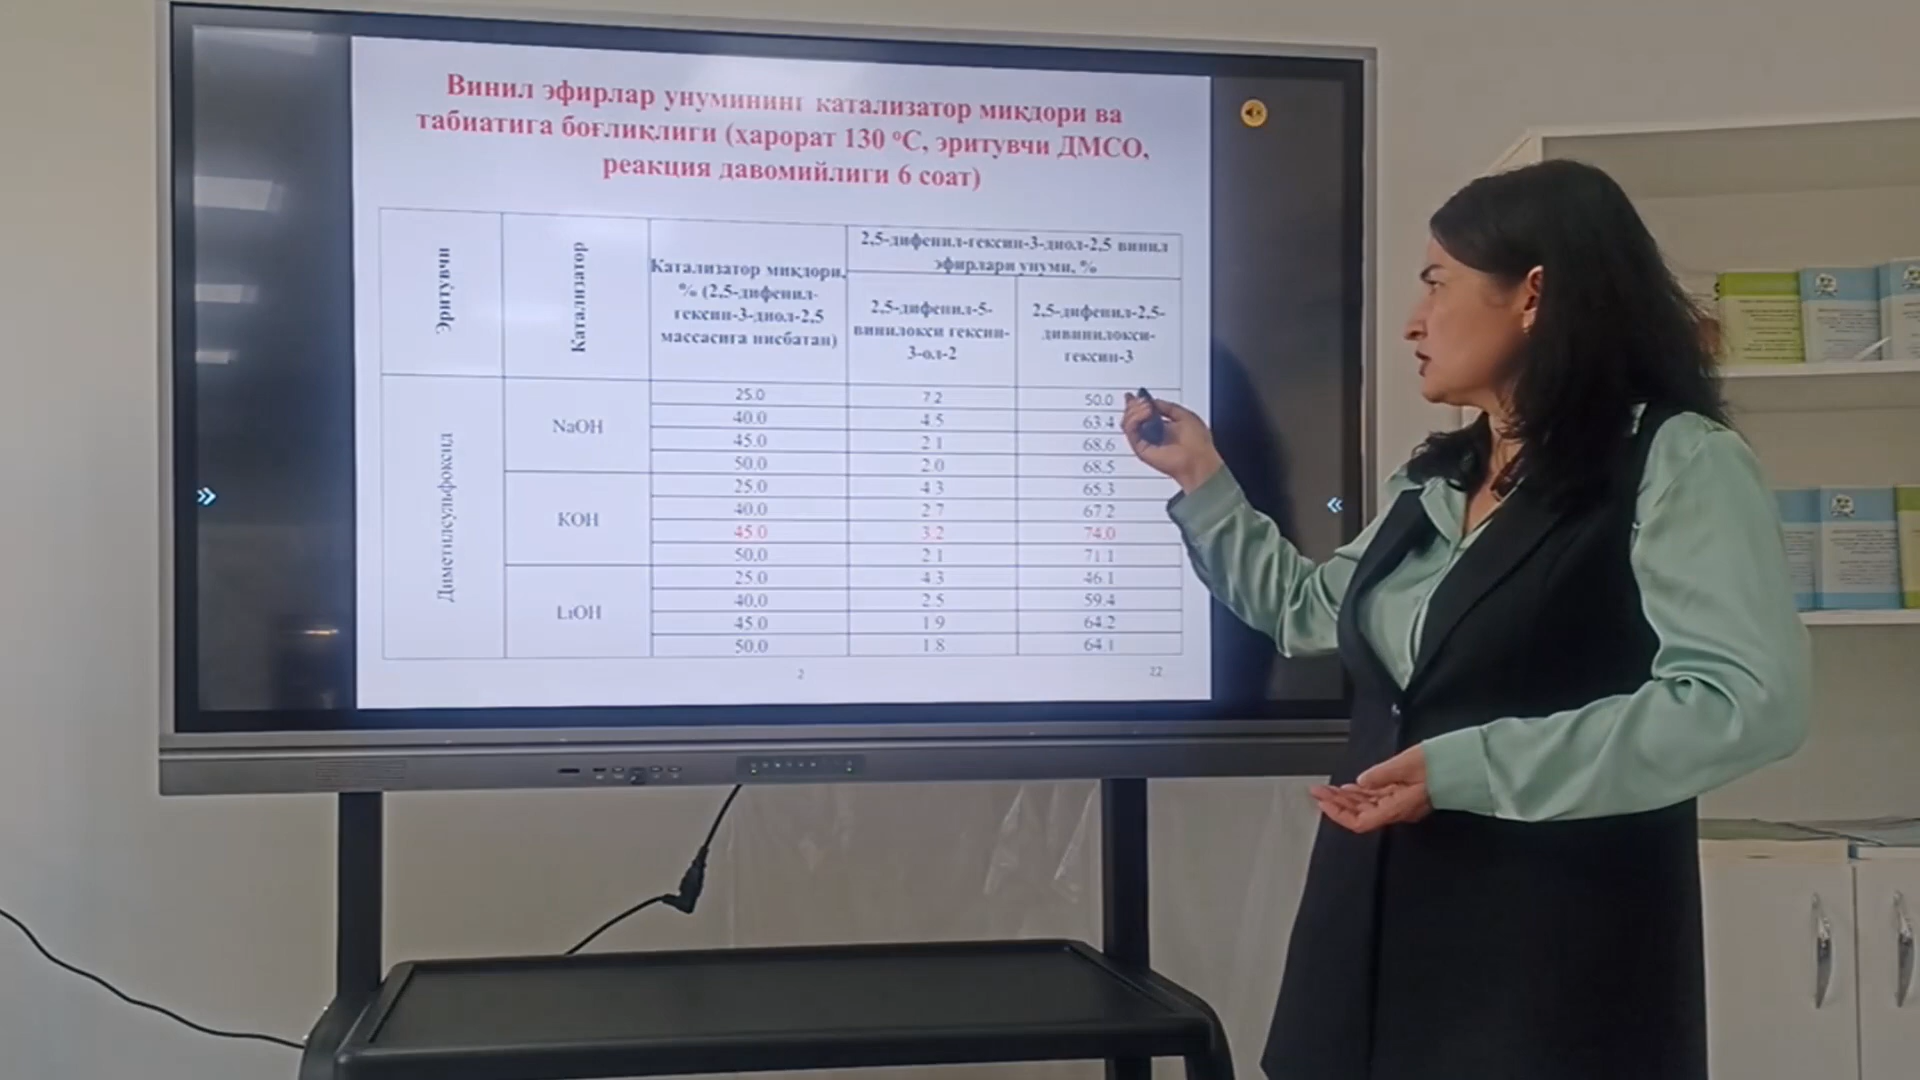 Винил эфирлар унумининг катализатор миқдори ва
табиатига боғлиқлиги (ҳарорат 130 °C, эритувчи ДМСО,
реакция давомийлиги 6 соат)
Эритувчи
Катализатор
Катализатор миқдори,
% (2,5-дифенил-
гексин-3-диол-2,5
массасига нисбатан)
2,5-дифенил-гексин-3-диол-2,5 винил
эфирлари унуми, %
2,5-дифенил-5-
винилокси гексин-
3-ол-2
2,5-дифенил-2,5-
дивинилокси-
гексин-3
Диметилсульфоксид
NaOH
25.0 7.2 50.0
40.0 4.5 63.4
45.0 2.1 68.6
50.0 2.0 68.5
KOH
25.0 4.3 65.3
40.0 2.7 67.2
45.0 3.2 74.0
50.0 2.1 71.1
LiOH
25.0 4.3 46.1
40.0 2.5 59.4
45.0 1.9 64.2
50.0 1.8 64.1
2 22